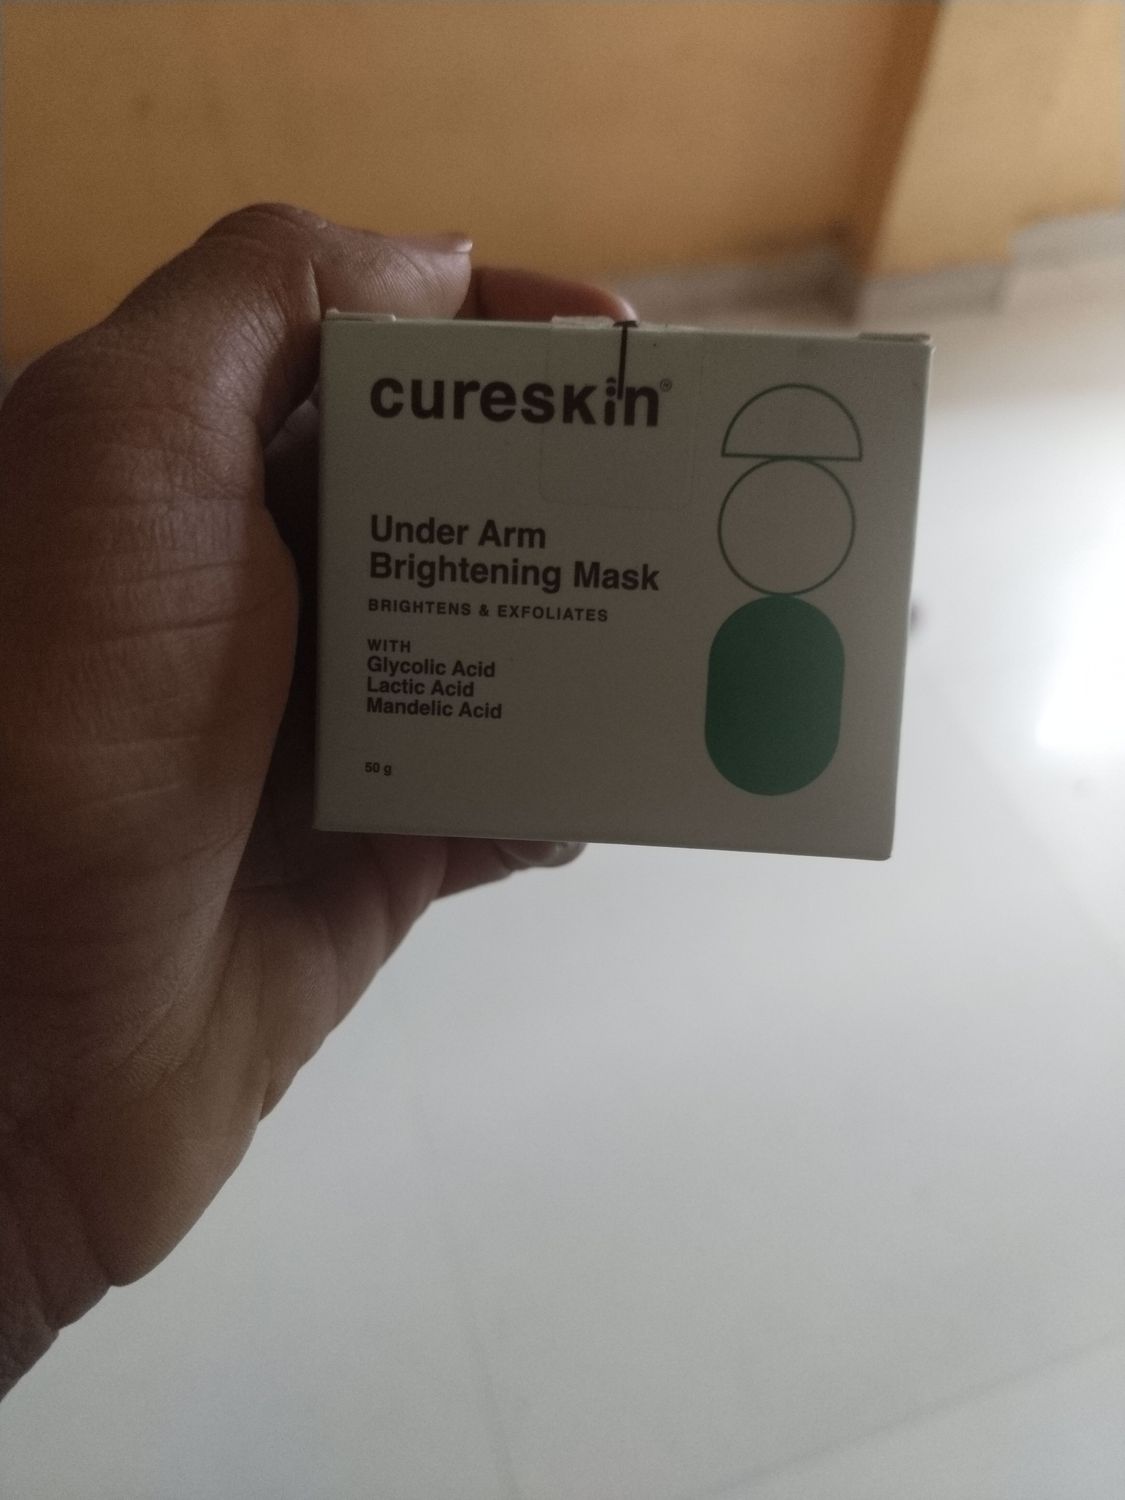 cureskin®
Under Arm
Brightening Mask
BRIGHTENS & EXFOLIATES
WITH
Glycolic Acid
Lactic Acid
Mandelic Acid
50 g